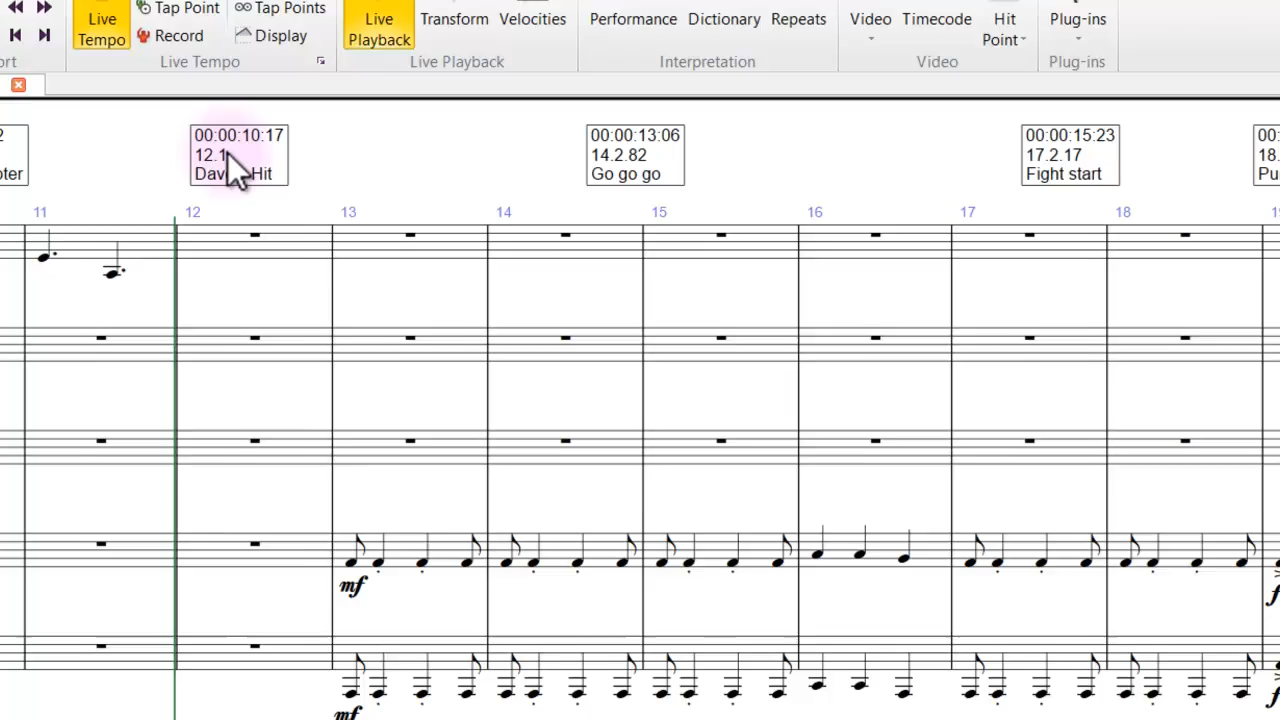 Tap Point
Tap Points
Live Tempo
Record
Display
Live Playback
Transform
Velocities
Performance
Dictionary
Repeats
Video
Timecode
Hit Point
Plug-ins
Live Tempo
Live Playback
Interpretation
Video
Plug-ins
00:00:10:17
Hit
00:00:13:06
14.2.82
Go go go
00:00:15:23
17.2.17
Fight start
00:
18.
11
12
13
14
15
16
17
18
mf
f
mf
f